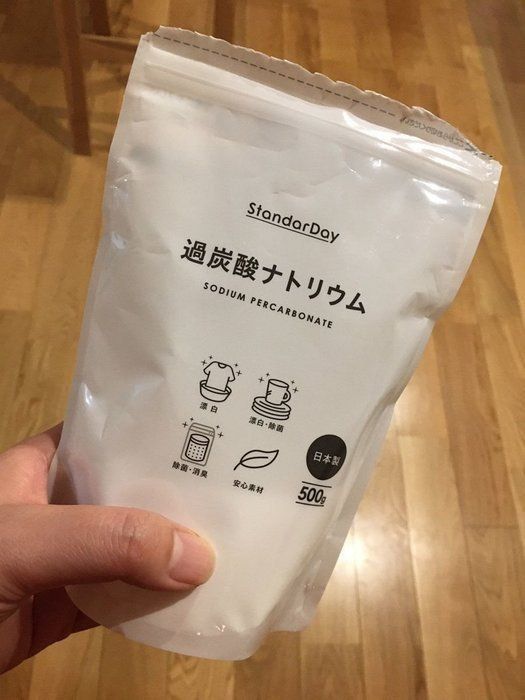 StandarDay
過炭酸ナトリウム
SODIUM PERCARBONATE
漂白
漂白・除菌
除菌・消臭
安心素材
日本製
500g